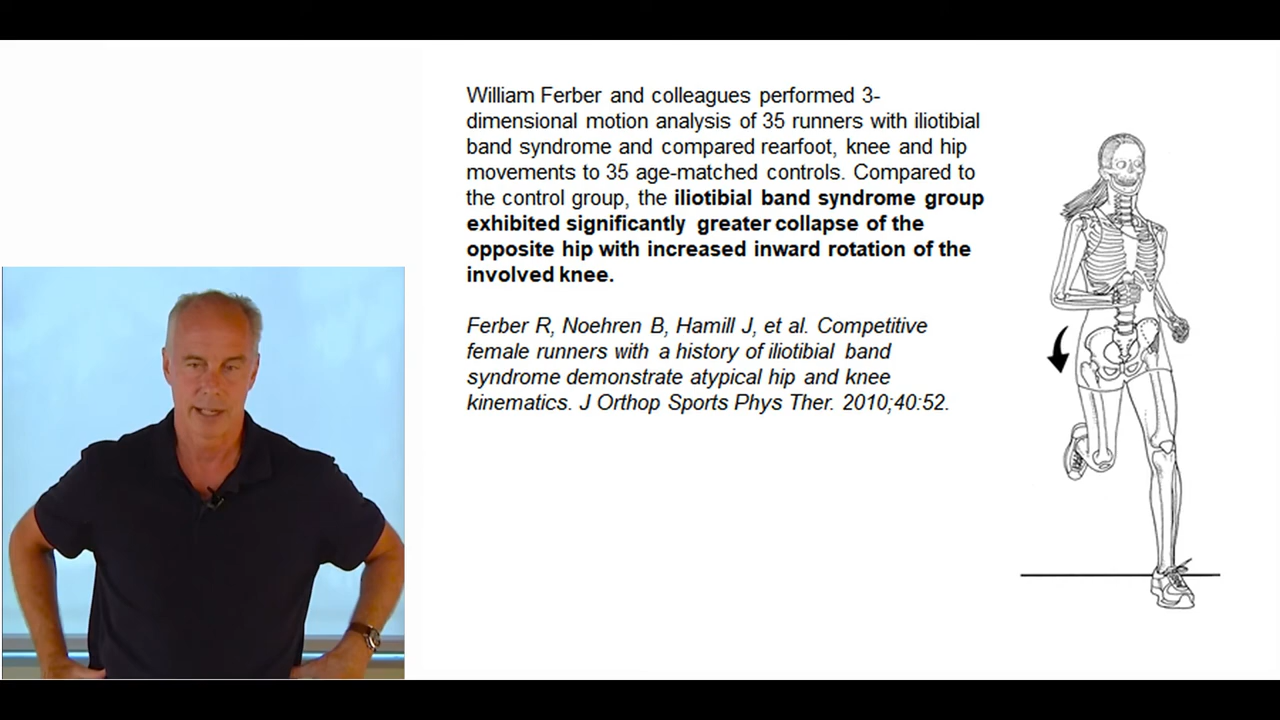 William Ferber and colleagues performed 3-
dimensional motion analysis of 35 runners with iliotibial
band syndrome and compared rearfoot, knee and hip
movements to 35 age-matched controls. Compared to
the control group, the iliotibial band syndrome group
exhibited significantly greater collapse of the
opposite hip with increased inward rotation of the
involved knee.
Ferber R, Noehren B, Hamill J, et al. Competitive
female runners with a history of iliotibial band
syndrome demonstrate atypical hip and knee
kinematics. J Orthop Sports Phys Ther. 2010;40:52.